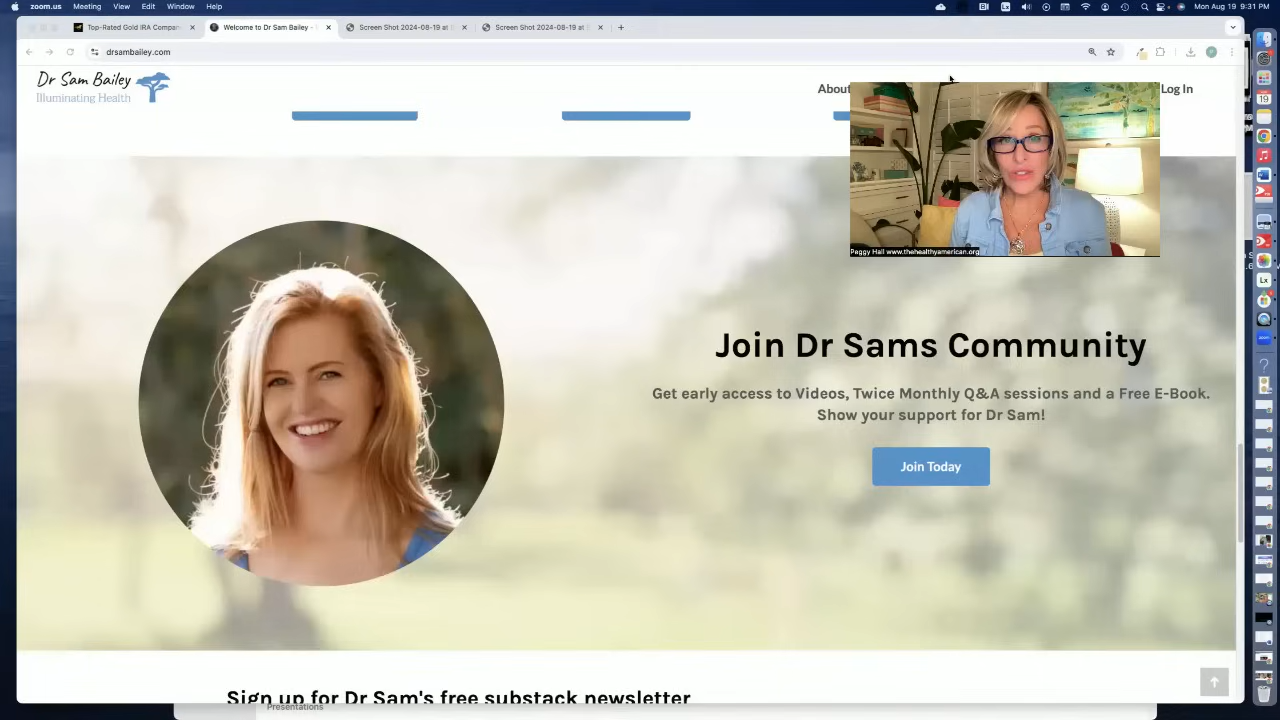 zoom.us Meeting View Edit Window Help
Mon Aug 19 9:31 PM
Top-Rated Gold IRA Compan
Welcome to Dr Sam Bailey -
Screen Shot 2024-08-19 at
Screen Shot 2024-08-19 at
drsambailey.com
Dr Sam Bailey
Illuminating Health
About
Log In
Peggy Hall www.thehealthyamerican.org
Join Dr Sams Community
Get early access to Videos, Twice Monthly Q&A sessions and a Free E-Book.
Show your support for Dr Sam!
Join Today
Sign up for Dr Sam's free substack newsletter
Presentations